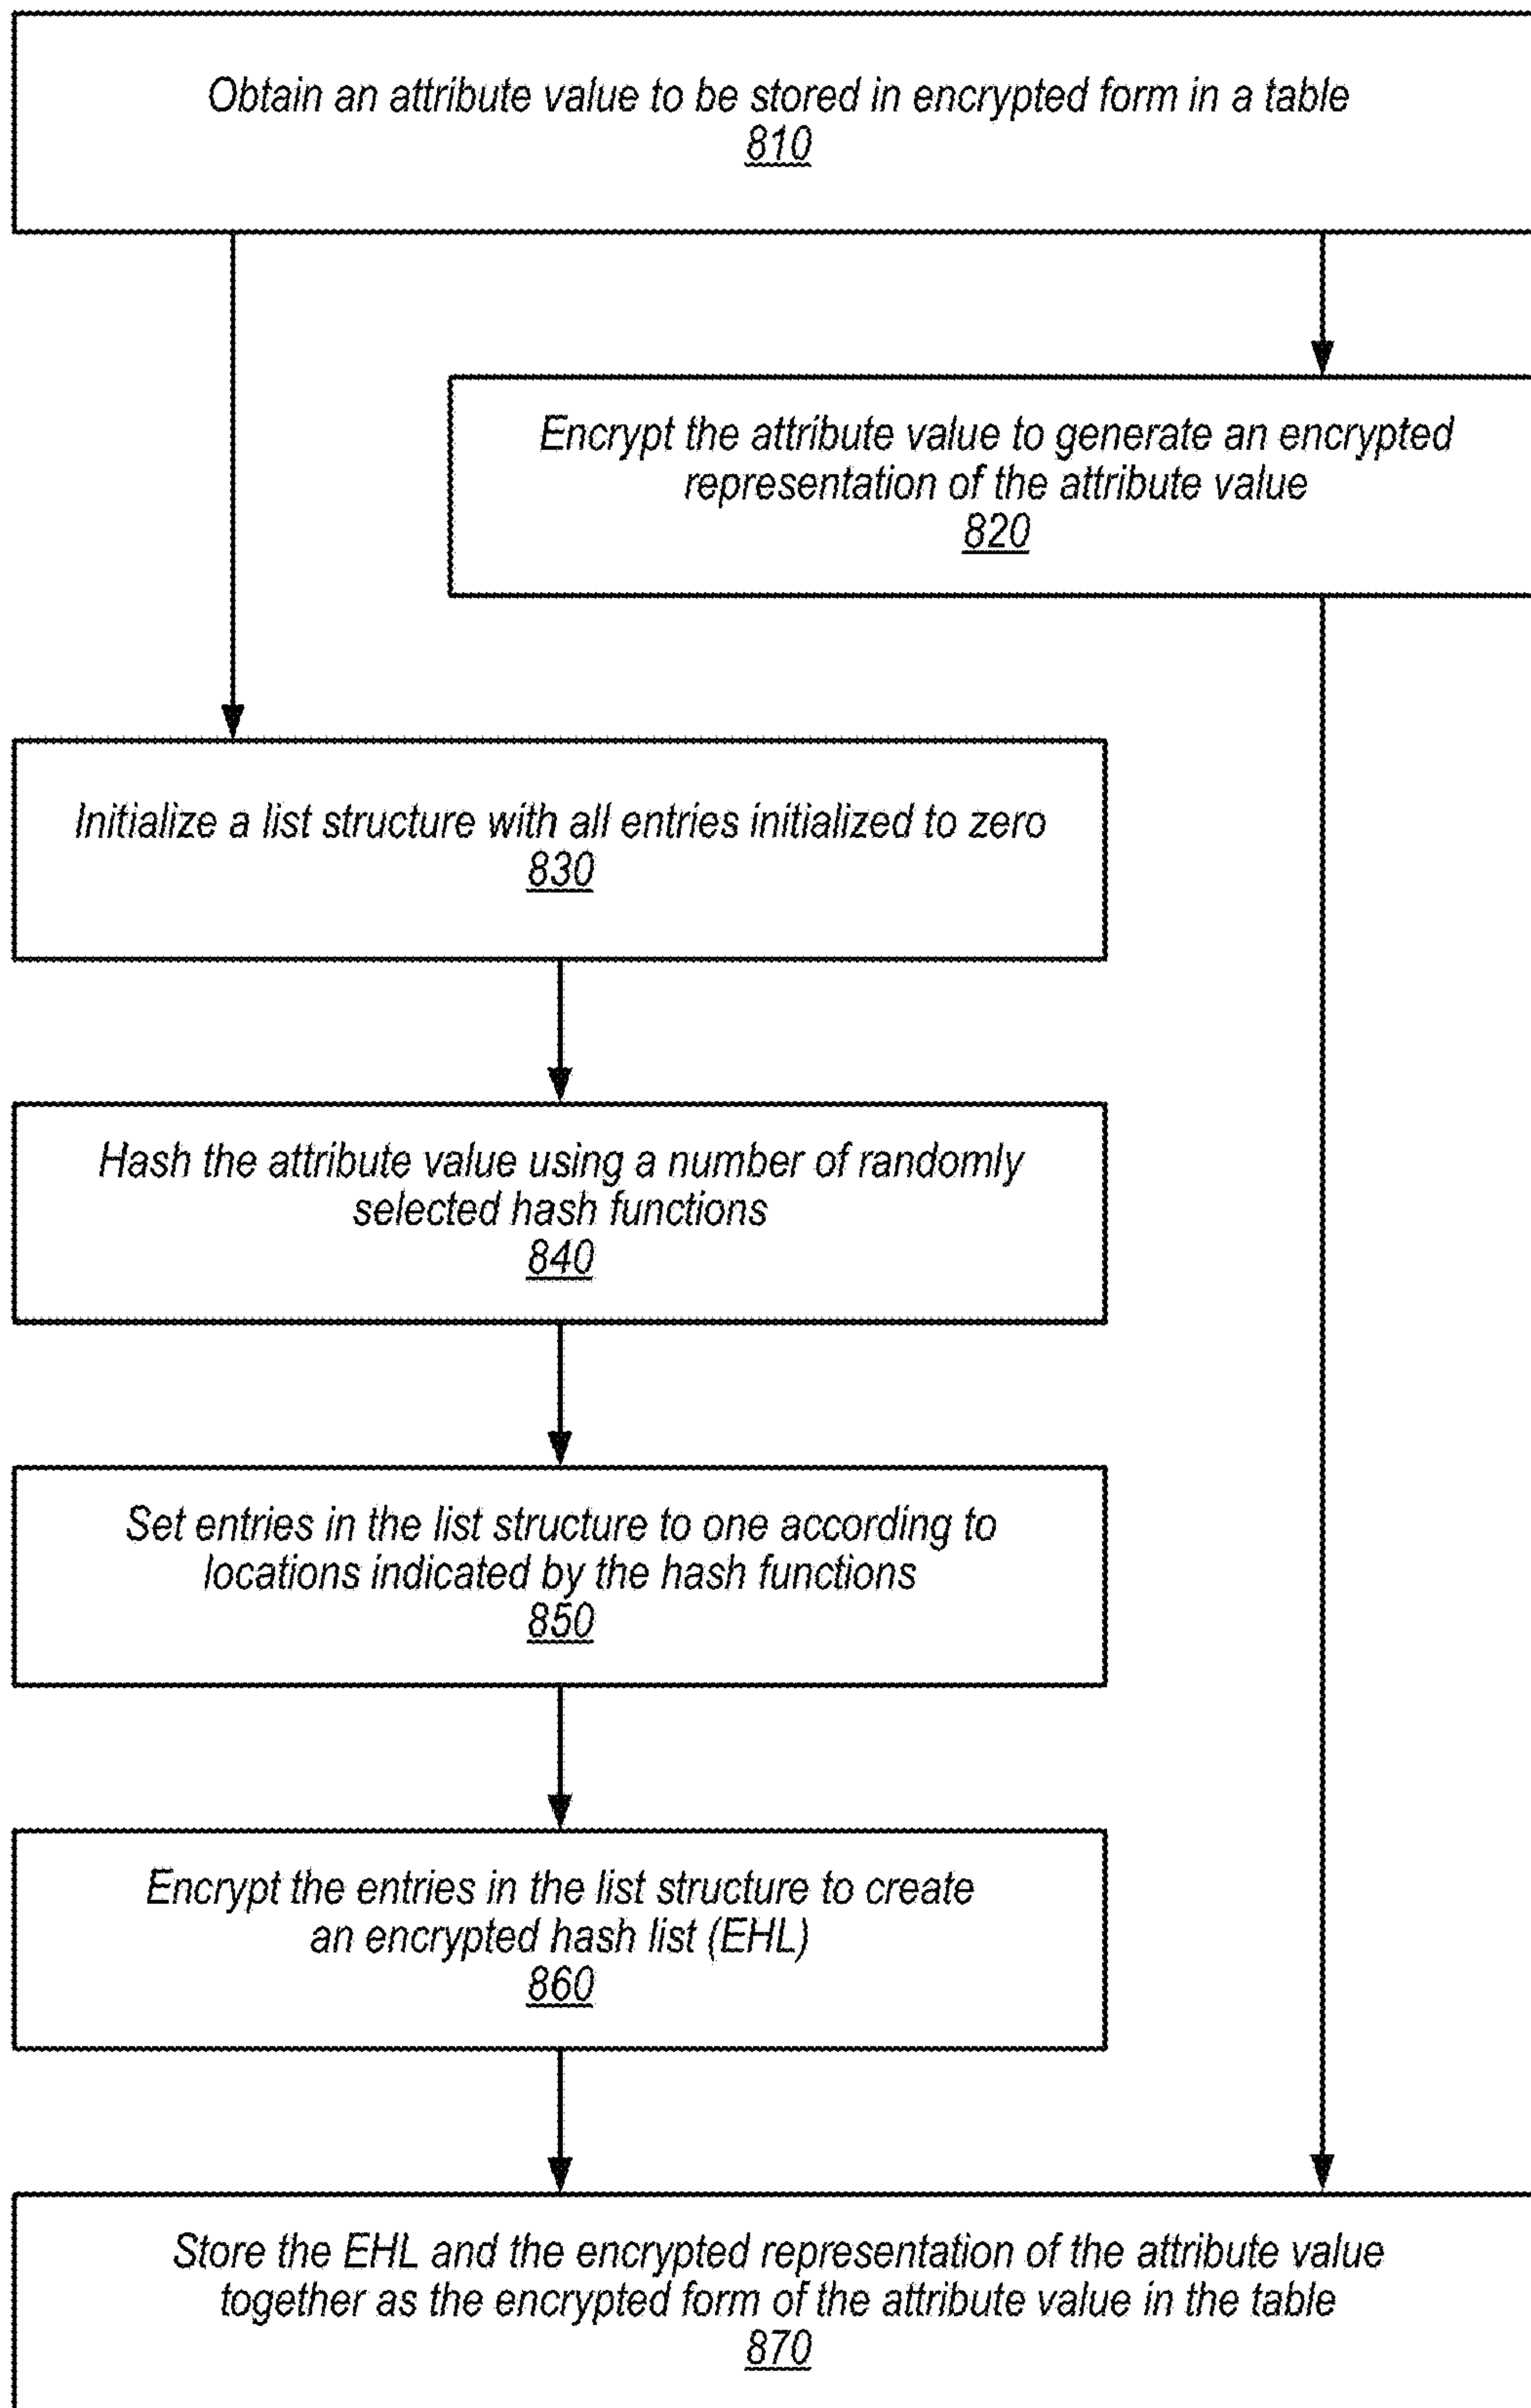 Obtain an attribute value to be stored in encrypted form in a table
810
Encrypt the attribute value to generate an encrypted
representation of the attribute value
820
Initialize a list structure with all entries initialized to zero
830
Hash the attribute value using a number of randomly
selected hash functions
840
Set entries in the list structure to one according to
locations indicated by the hash functions
850
Encrypt the entries in the list structure to create
an encrypted hash list (EHL)
860
Store the EHL and the encrypted representation of the attribute value
together as the encrypted form of the attribute value in the table
870